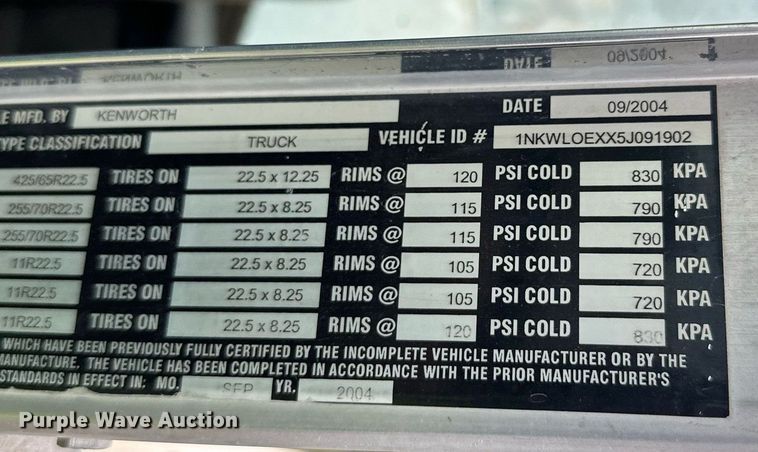 E MFD. BY KENWORTH DATE 09/2004
TYPE CLASSIFICATION TRUCK VEHICLE ID # 1NKWLOEXX5J091902
425/65R22.5 TIRES ON 22.5 x 12.25 RIMS @ 120 PSI COLD 830 KPA
255/70R22.5 TIRES ON 22.5 x 8.25 RIMS @ 115 PSI COLD 790 KPA
255/70R22.5 TIRES ON 22.5 x 8.25 RIMS @ 115 PSI COLD 790 KPA
11R22.5 TIRES ON 22.5 x 8.25 RIMS @ 105 PSI COLD 720 KPA
11R22.5 TIRES ON 22.5 x 8.25 RIMS @ 105 PSI COLD 720 KPA
11R22.5 TIRES ON 22.5 x 8.25 RIMS @ 120 PSI COLD 830 KPA
WHICH HAVE BEEN PREVIOUSLY FULLY CERTIFIED BY THE INCOMPLETE VEHICLE MANUFACTURER OR BY THE
MANUFACTURE. THE VEHICLE HAS BEEN COMPLETED IN ACCORDANCE WITH THE PRIOR MANUFACTURER'S
STANDARDS IN EFFECT IN: MO. SEP YR. 2004
Purple Wave Auction